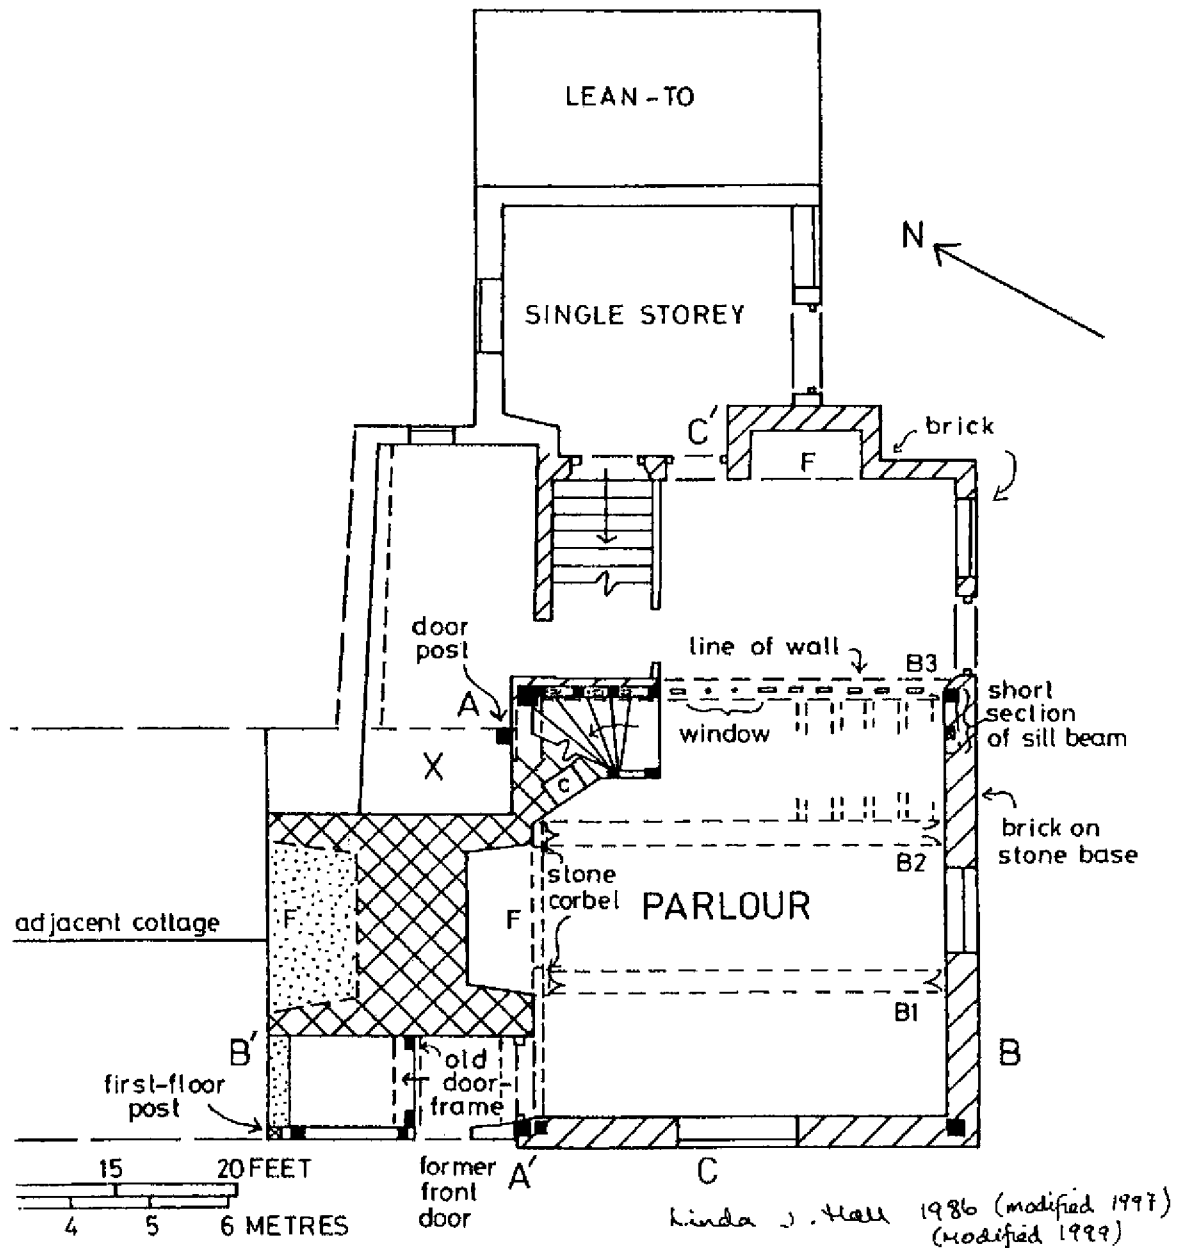 LEAN-TO
N
SINGLE STOREY
C'
brick
F
door
post
A
line of wall
B3
short
section
of sill beam
window
X
C
B2
brick on
stone base
stone
corbel
PARLOUR
adjacent cottage
F
F
B1
B'
B
old
door-
frame
first-floor
post
15 20 FEET
4 5 6 METRES
former
front
door
A'
C
Linda J. Hall 1986 (modified 1997)
(modified 1999)